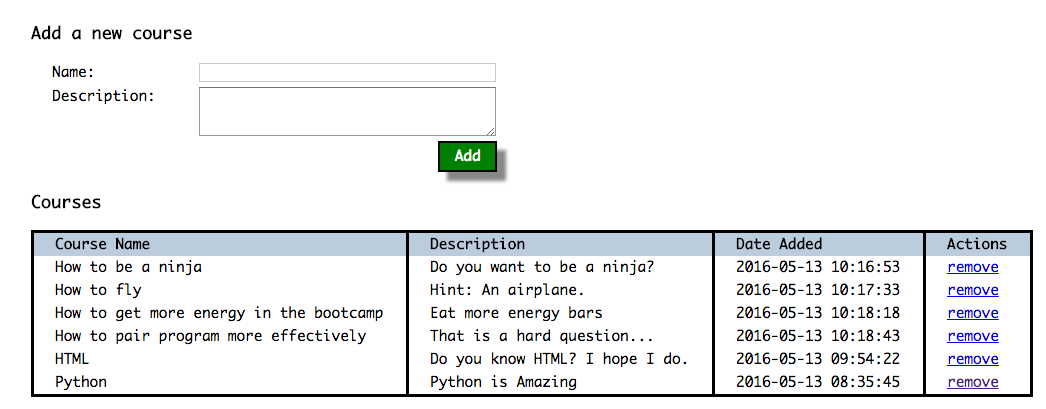 Add a new course
Name:
Description:
Add
Courses
Course Name Description Date Added Actions
How to be a ninja Do you want to be a ninja? 2016-05-13 10:16:53 remove
How to fly Hint: An airplane. 2016-05-13 10:17:33 remove
How to get more energy in the bootcamp Eat more energy bars 2016-05-13 10:18:18 remove
How to pair program more effectively That is a hard question... 2016-05-13 10:18:43 remove
HTML Do you know HTML? I hope I do. 2016-05-13 09:54:22 remove
Python Python is Amazing 2016-05-13 08:35:45 remove